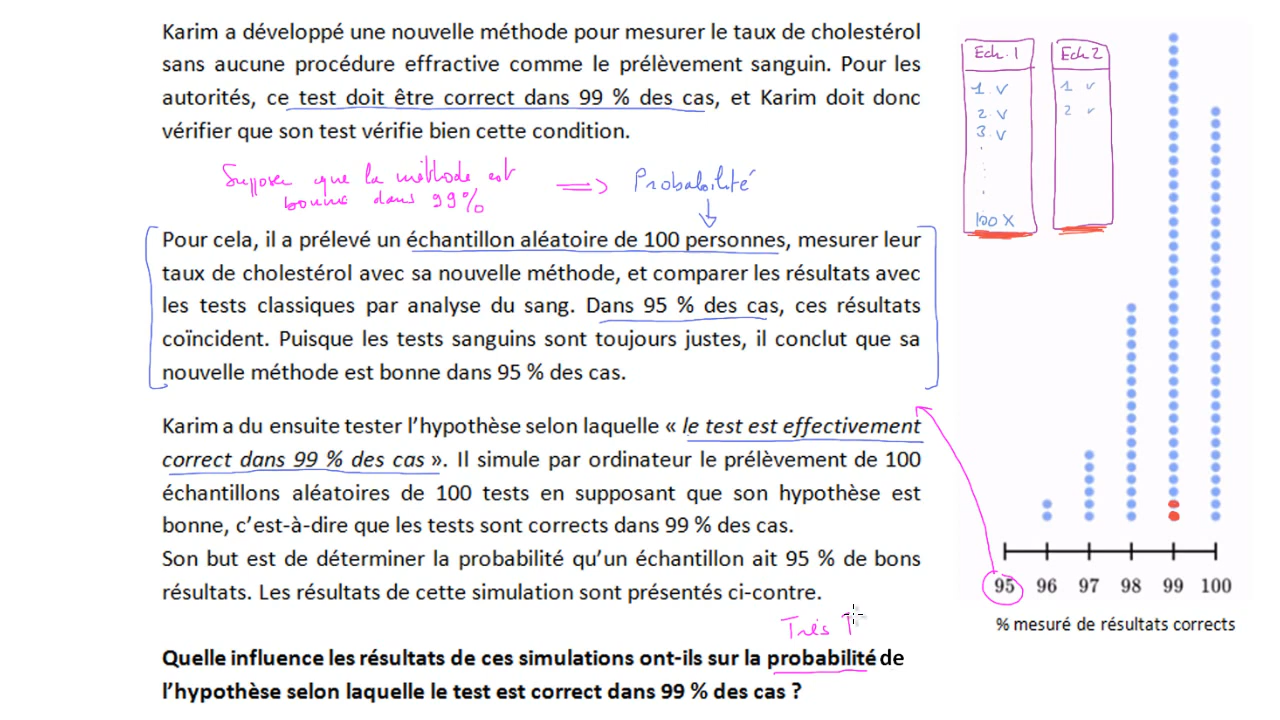 Karim a développé une nouvelle méthode pour mesurer le taux de cholestérol
sans aucune procédure effractive comme le prélèvement sanguin. Pour les
autorités, ce test doit être correct dans 99 % des cas, et Karim doit donc
vérifier que son test vérifie bien cette condition.
Suppose que la méthode est
bonne dans 99%
=> Probabilité
Pour cela, il a prélevé un échantillon aléatoire de 100 personnes, mesurer leur
taux de cholestérol avec sa nouvelle méthode, et comparer les résultats avec
les tests classiques par analyse du sang. Dans 95 % des cas, ces résultats
coïncident. Puisque les tests sanguins sont toujours justes, il conclut que sa
nouvelle méthode est bonne dans 95 % des cas.
Karim a du ensuite tester l'hypothèse selon laquelle « le test est effectivement
correct dans 99 % des cas ». Il simule par ordinateur le prélèvement de 100
échantillons aléatoires de 100 tests en supposant que son hypothèse est
bonne, c'est-à-dire que les tests sont corrects dans 99 % des cas.
Son but est de déterminer la probabilité qu'un échantillon ait 95 % de bons
résultats. Les résultats de cette simulation sont présentés ci-contre.
Trés
Quelle influence les résultats de ces simulations ont-ils sur la probabilité de
l'hypothèse selon laquelle le test est correct dans 99 % des cas ?
Ech. 1
1. v
2. v
3. v
100 X
Ech 2
1 v
2 v
95 96 97 98 99 100
% mesuré de résultats corrects